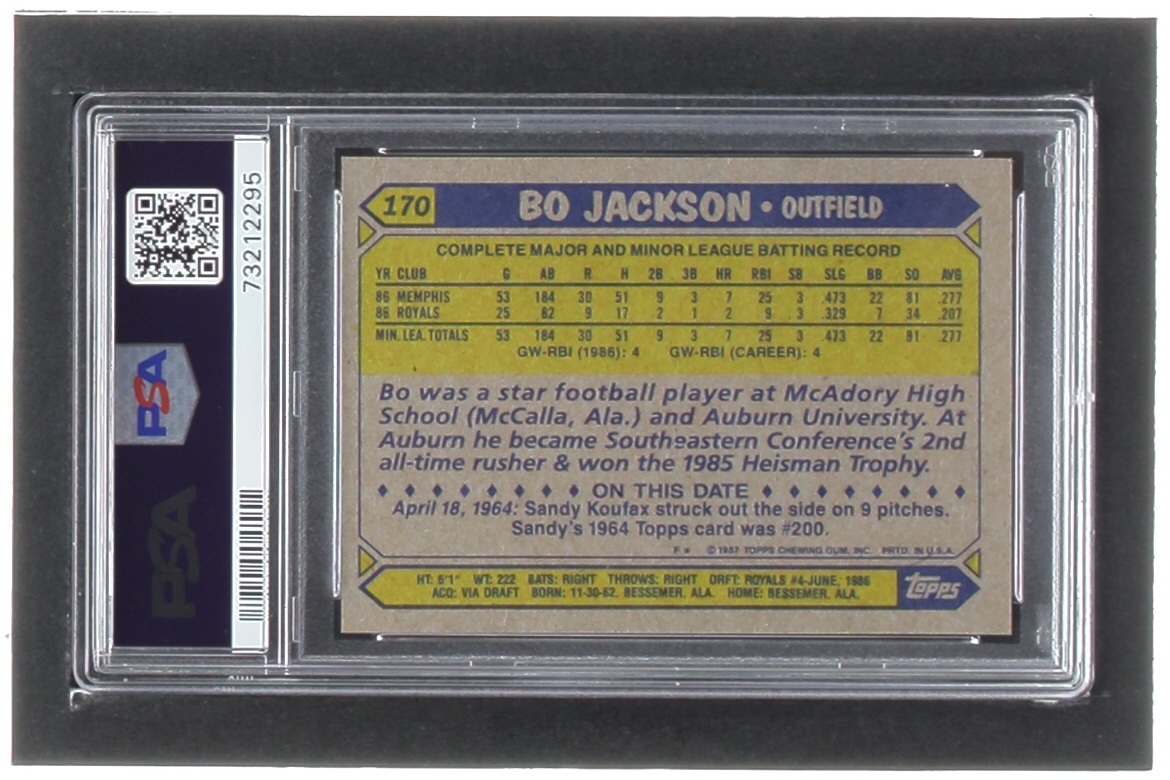 73212295
PSA
PSA
170 BO JACKSON • OUTFIELD
COMPLETE MAJOR AND MINOR LEAGUE BATTING RECORD
YR CLUB G AB R H 2B 3B HR RBI SB SLG BB SO AVG
86 MEMPHIS 53 184 30 51 9 3 7 25 3 .473 22 81 .277
86 ROYALS 25 82 9 17 2 1 2 9 3 .329 7 34 .207
MIN. LEA. TOTALS 53 184 30 51 9 3 7 25 3 .473 22 81 .277
GW-RBI (1986): 4 GW-RBI (CAREER): 4
Bo was a star football player at McAdory High
School (McCalla, Ala.) and Auburn University. At
Auburn he became Southeastern Conference's 2nd
all-time rusher & won the 1985 Heisman Trophy.
♦ ♦ ♦ ♦ ♦ ♦ ♦ ♦ ♦ ON THIS DATE ♦ ♦ ♦ ♦ ♦ ♦ ♦ ♦ ♦
April 18, 1964: Sandy Koufax struck out the side on 9 pitches.
Sandy's 1964 Topps card was #200.
F * © 1987 TOPPS CHEWING GUM, INC. PRTD. IN U.S.A.
HT: 6'1" WT: 222 BATS: RIGHT THROWS: RIGHT DRFT: ROYALS #4-JUNE, 1986
ACQ: VIA DRAFT BORN: 11-30-62, BESSEMER, ALA. HOME: BESSEMER, ALA.
topps